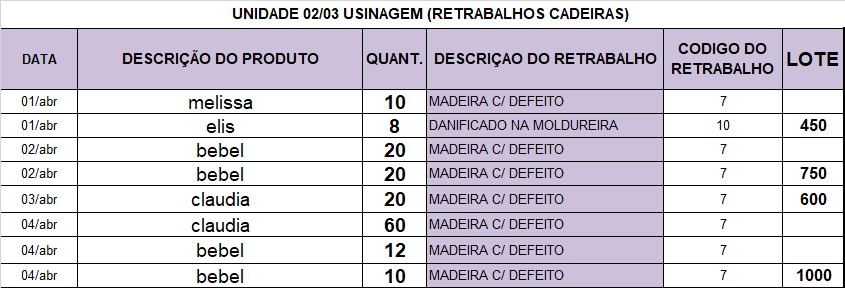 UNIDADE 02/03 USINAGEM (RETRABALHOS CADEIRAS)
DATA DESCRIÇÃO DO PRODUTO QUANT. DESCRIÇAO DO RETRABALHO CODIGO DO RETRABALHO LOTE
01/abr melissa 10 MADEIRA C/ DEFEITO 7
01/abr elis 8 DANIFICADO NA MOLDUREIRA 10 450
02/abr bebel 20 MADEIRA C/ DEFEITO 7
02/abr bebel 20 MADEIRA C/ DEFEITO 7 750
03/abr claudia 20 MADEIRA C/ DEFEITO 7 600
04/abr claudia 60 MADEIRA C/ DEFEITO 7
04/abr bebel 12 MADEIRA C/ DEFEITO 7
04/abr bebel 10 MADEIRA C/ DEFEITO 7 1000